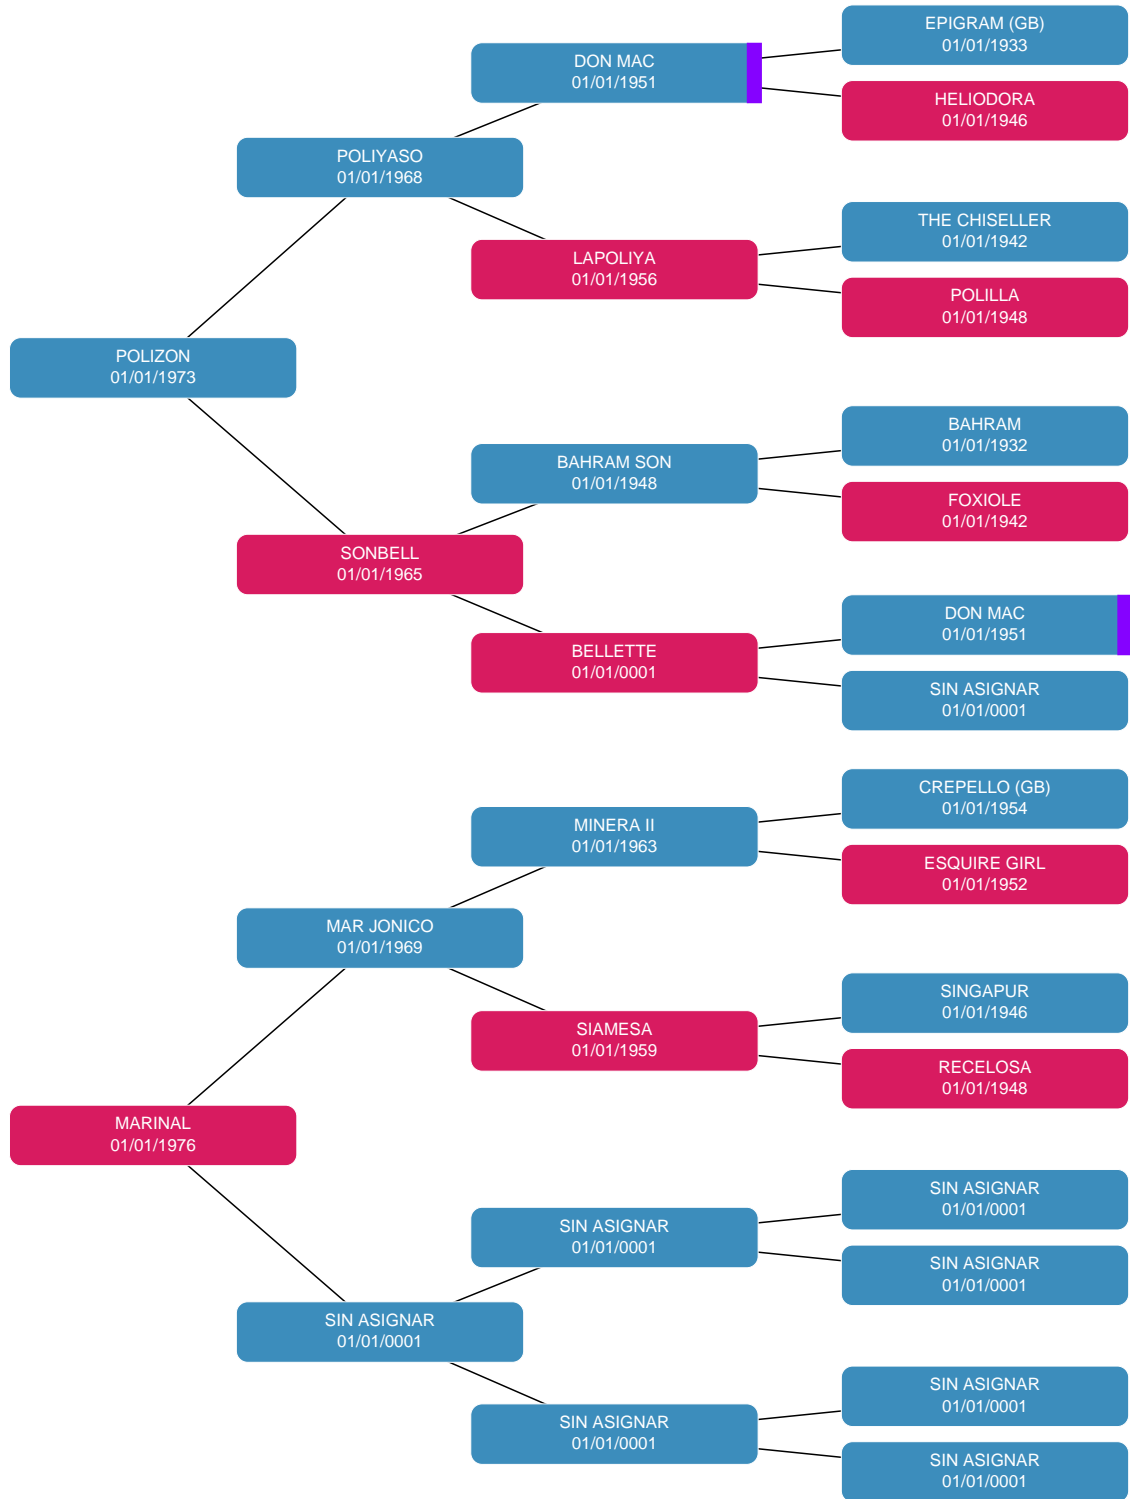 EPIGRAM (GB)
01/01/1933
DON MAC
01/01/1951
HELIODORA
01/01/1946
POLIYASO
01/01/1968
THE CHISELLER
01/01/1942
LAPOLIYA
01/01/1956
POLILLA
01/01/1948
POLIZON
01/01/1973
BAHRAM
01/01/1932
BAHRAM SON
01/01/1948
FOXIOLE
01/01/1942
SONBELL
01/01/1965
DON MAC
01/01/1951
BELLETTE
01/01/0001
SIN ASIGNAR
01/01/0001
CREPELLO (GB)
01/01/1954
MINERA II
01/01/1963
ESQUIRE GIRL
01/01/1952
MAR JONICO
01/01/1969
SINGAPUR
01/01/1946
SIAMESA
01/01/1959
RECELOSA
01/01/1948
MARINAL
01/01/1976
SIN ASIGNAR
01/01/0001
SIN ASIGNAR
01/01/0001
SIN ASIGNAR
01/01/0001
SIN ASIGNAR
01/01/0001
SIN ASIGNAR
01/01/0001
SIN ASIGNAR
01/01/0001
SIN ASIGNAR
01/01/0001